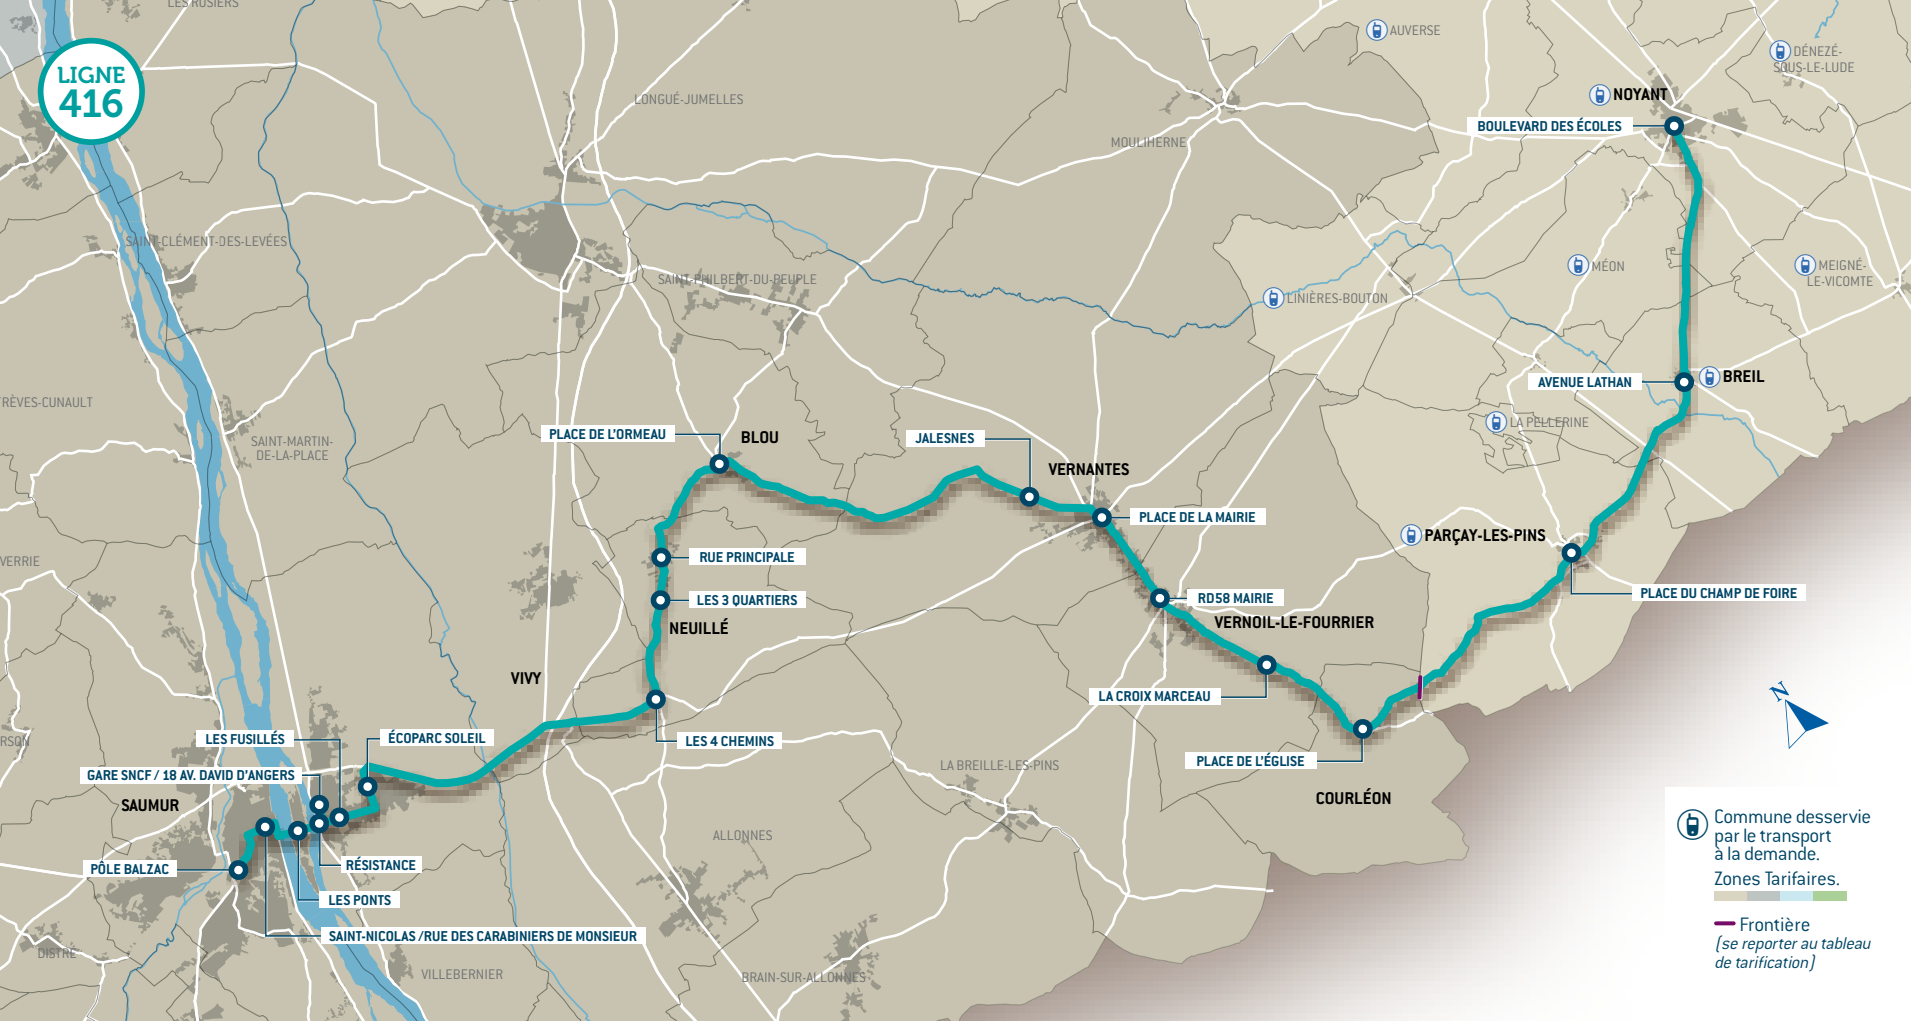 LES ROSIERS
LIGNE
416
AUVERSE
DÉNEZÉ-
SOUS-LE-LUDE
NOYANT
LONGUÉ-JUMELLES
BOULEVARD DES ÉCOLES
MOULIHERNE
SAINT-CLÉMENT-DES-LEVÉES
SAINT-PHILBERT-DU-PEUPLE
MÉON
MEIGNÉ-
LE-VICOMTE
LINIÈRES-BOUTON
AVENUE LATHAN
BREIL
TRÈVES-CUNAULT
LA PELLERINE
SAINT-MARTIN-
DE-LA-PLACE
PLACE DE L'ORMEAU
BLOU
JALESNES
VERNANTES
PLACE DE LA MAIRIE
PARÇAY-LES-PINS
VERRIE
RUE PRINCIPALE
LES 3 QUARTIERS
RD58 MAIRIE
PLACE DU CHAMP DE FOIRE
NEUILLÉ
VERNOIL-LE-FOURRIER
VIVY
LA CROIX MARCEAU
N
RSON
LES FUSILLÉS
ÉCOPARC SOLEIL
LES 4 CHEMINS
PLACE DE L'ÉGLISE
GARE SNCF / 18 AV. DAVID D'ANGERS
LA BREILLE-LES-PINS
SAUMUR
COURLÉON
ALLONNES
PÔLE BALZAC
RÉSISTANCE
LES PONTS
SAINT-NICOLAS /RUE DES CARABINIERS DE MONSIEUR
DISTRÉ
VILLEBERNIER
BRAIN-SUR-ALLONNES
Commune desservie
par le transport
à la demande.
Zones Tarifaires.
Frontière
(se reporter au tableau
de tarification)